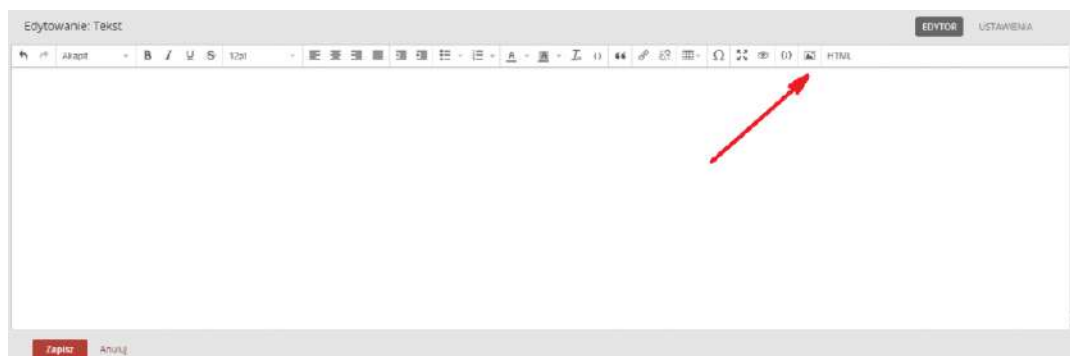 Edytowanie: Tekst EDYTOR USTAWIENIA
Akapit B I U S 12pt A Ω HTML
Zapisz Anuluj